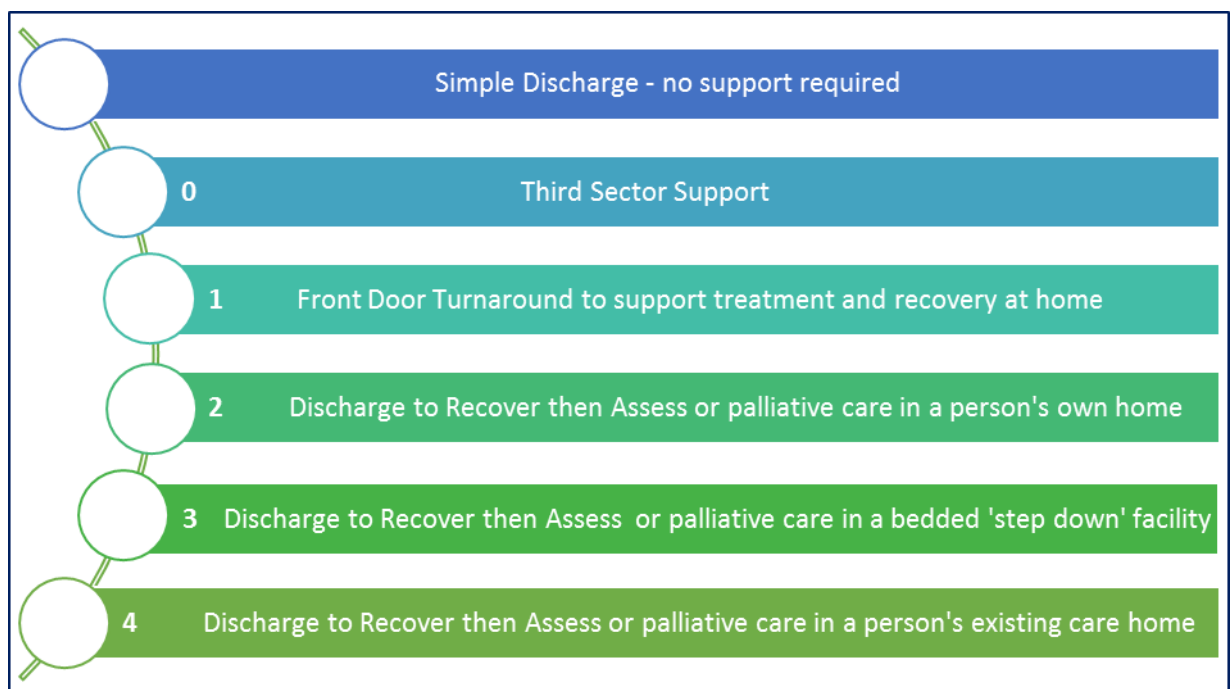 Simple Discharge - no support required
0 Third Sector Support
1 Front Door Turnaround to support treatment and recovery at home
2 Discharge to Recover then Assess or palliative care in a person's own home
3 Discharge to Recover then Assess or palliative care in a bedded 'step down' facility
4 Discharge to Recover then Assess or palliative care in a person's existing care home